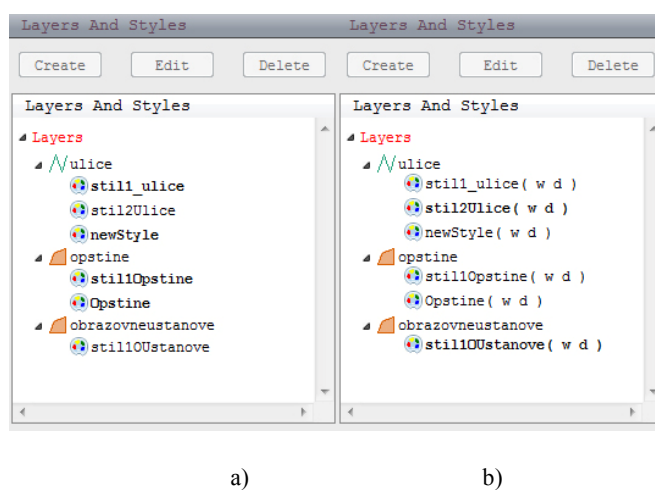 Layers And Styles
Create Edit Delete
Layers And Styles
Layers
ulice
stil1_ulice
stil2Ulice
newStyle
opstine
stil1Opstine
Opstine
obrazovneustanove
stil1OUstanove
a)
Layers And Styles
Create Edit Delete
Layers And Styles
Layers
ulice
stil1_ulice( w d )
stil2Ulice( w d )
newStyle( w d )
opstine
stil1Opstine( w d )
Opstine( w d )
obrazovneustanove
stil1OUstanove( w d )
b)